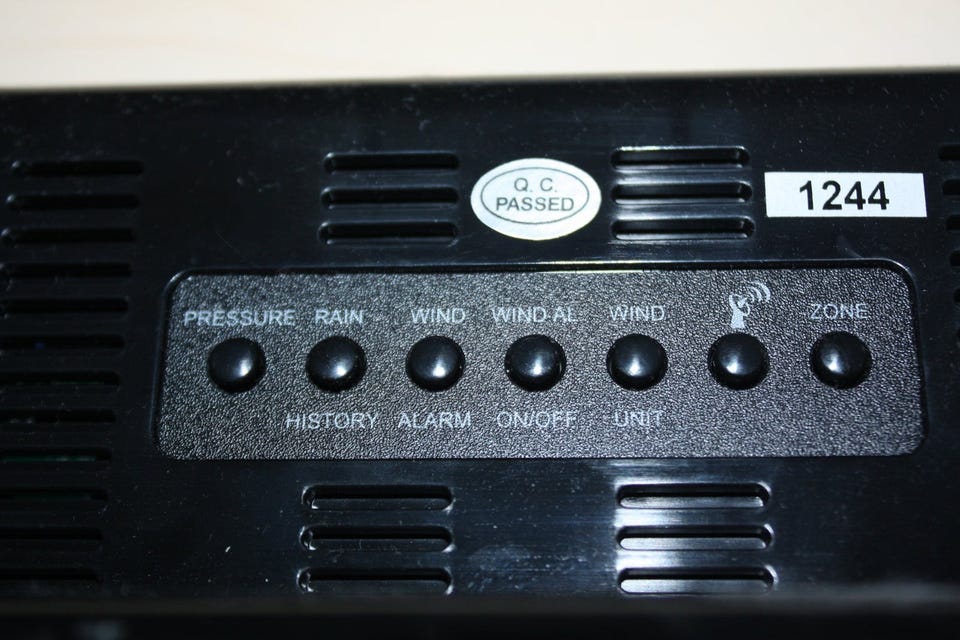 Q. C.
PASSED
1244
PRESSURE RAIN WIND WIND AL WIND ZONE
HISTORY ALARM ON/OFF UNIT